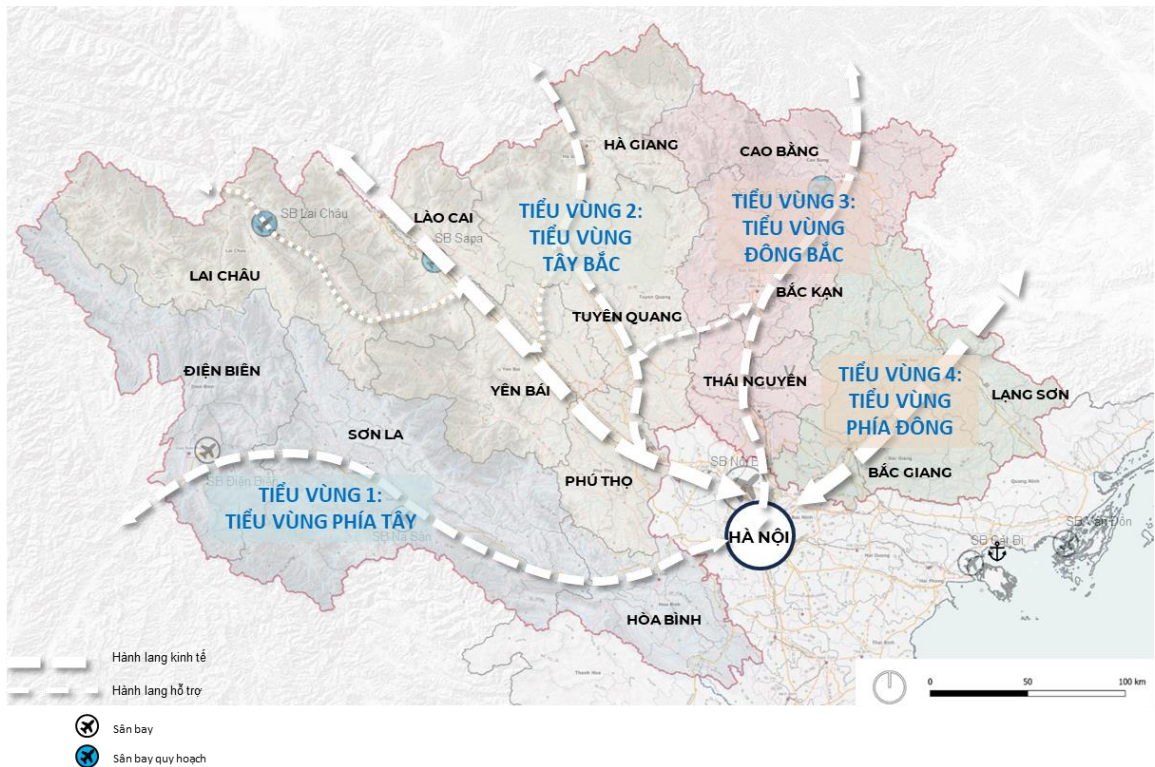 HÀ GIANG
CAO BẰNG
SB Lai Châu
LÀO CAI
SB Sapa
TIỂU VÙNG 2:
TIỂU VÙNG
TÂY BẮC
TIỂU VÙNG 3:
TIỂU VÙNG
ĐÔNG BẮC
LAI CHÂU
BẮC KẠN
TUYÊN QUANG
ĐIỆN BIÊN
YÊN BÁI
THÁI NGUYÊN
TIỂU VÙNG 4:
TIỂU VÙNG
PHÍA ĐÔNG
LẠNG SƠN
SƠN LA
BẮC GIANG
PHÚ THỌ
SB Điện Biên
TIỂU VÙNG 1:
TIỂU VÙNG PHÍA TÂY
SB Nà Sản
HÀ NỘI
SB Vân Đồn
SB Cát Bi
HÒA BÌNH
Hành lang kinh tế
Hành lang hỗ trợ
0 50 100 km
Sân bay
Sân bay quy hoạch